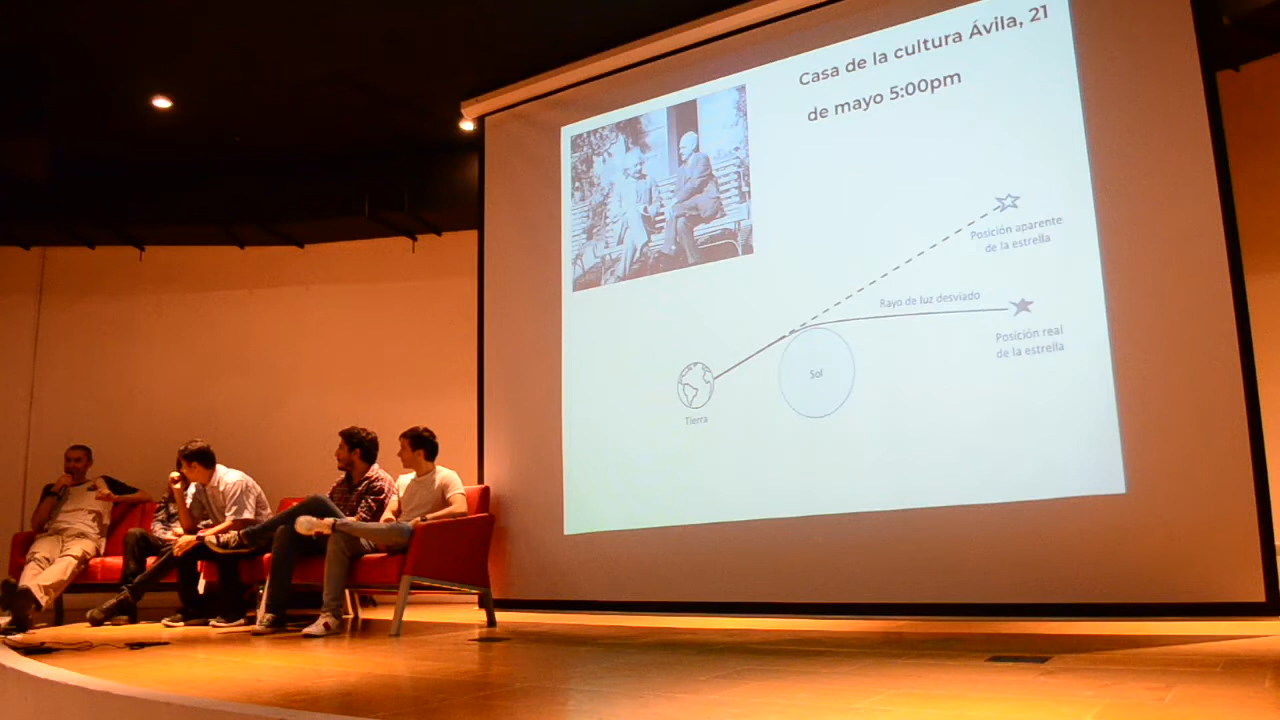 Casa de la cultura Ávila, 21
de mayo 5:00pm
Posición aparente
de la estrella
Rayo de luz desviado
Posición real
de la estrella
Sol
Tierra